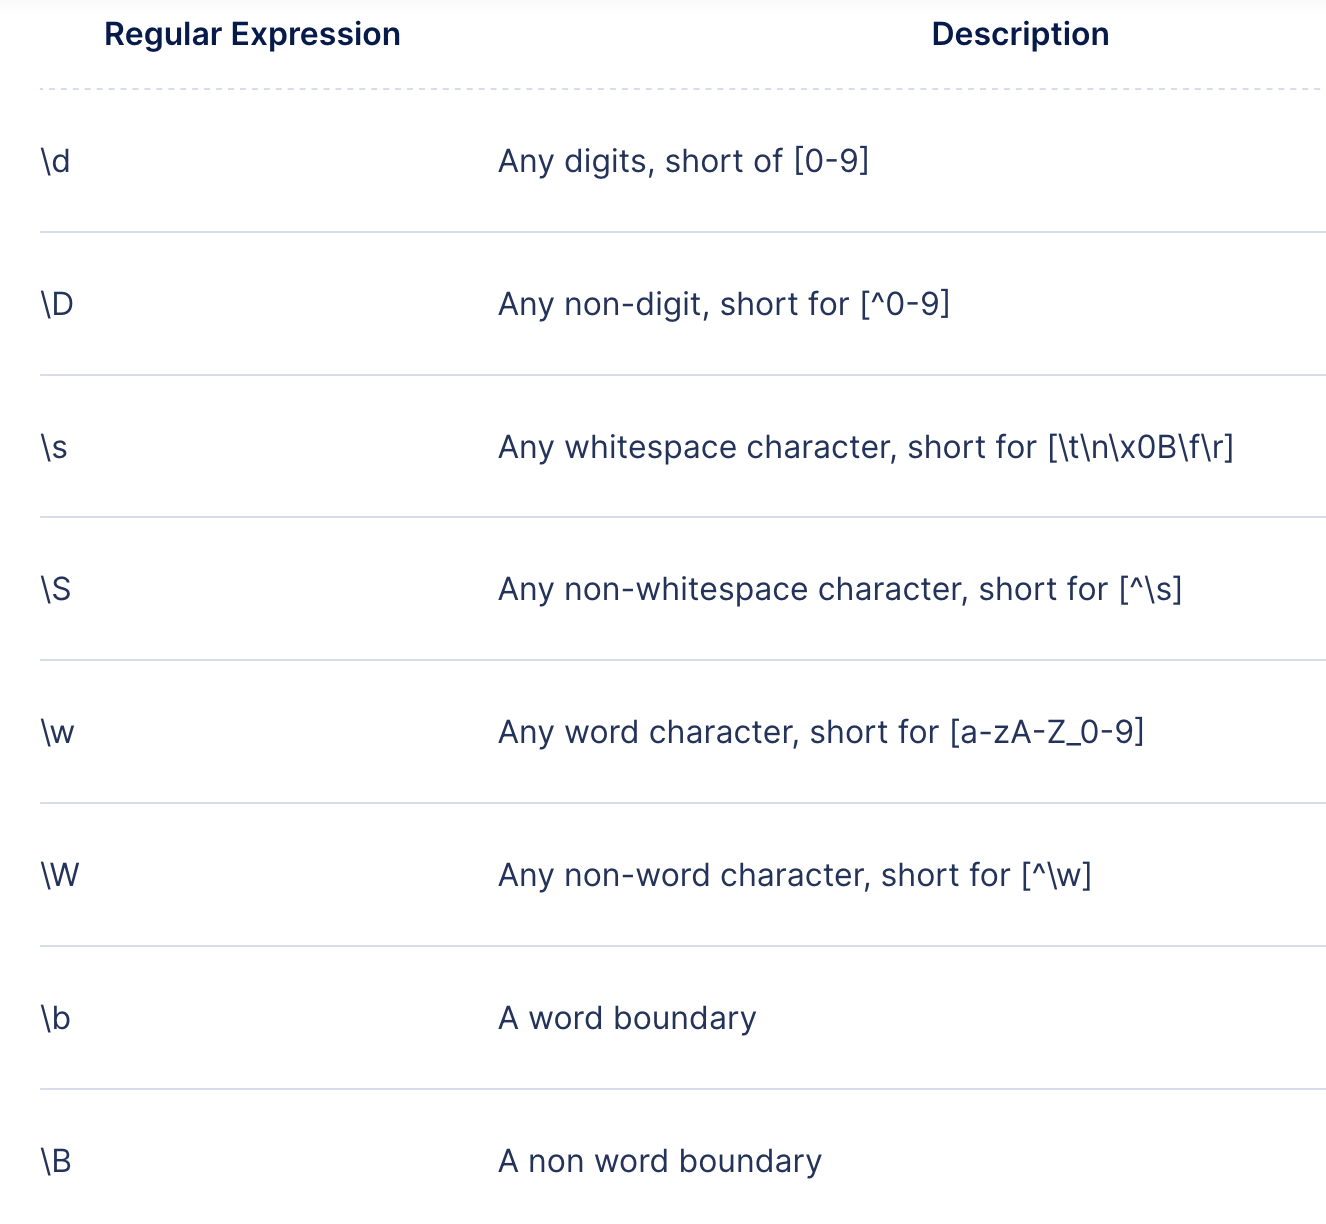 Regular Expression Description
\d Any digits, short of [0-9]
\D Any non-digit, short for [^0-9]
\s Any whitespace character, short for [\t\n\x0B\f\r]
\S Any non-whitespace character, short for [^\s]
\w Any word character, short for [a-zA-Z_0-9]
\W Any non-word character, short for [^\w]
\b A word boundary
\B A non word boundary